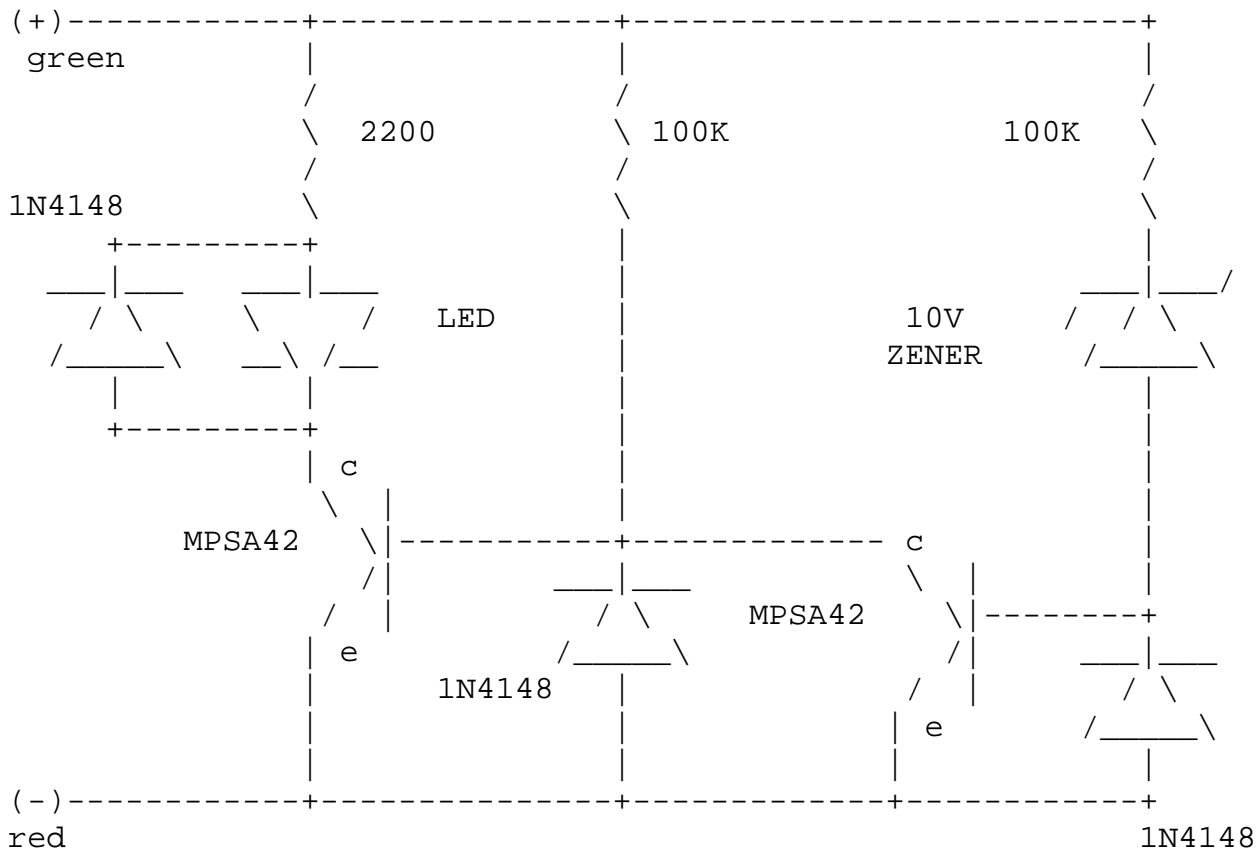 (+)-----------+---------------+--------------------------+
green
2200 100K 100K
1N4148
LED 10V
ZENER
c
MPSA42 c
MPSA42
e
1N4148
e
(-)-----------+---------------+-------------+------------+
red 1N4148